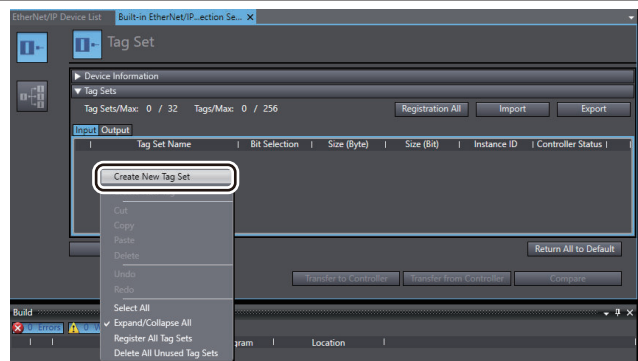 EtherNet/IP Device List Built-in EtherNet/IP...ection Se... X
Tag Set
Device Information
Tag Sets
Tag Sets/Max: 0 / 32 Tags/Max: 0 / 256 Registration All Import Export
Input Output
Tag Set Name Bit Selection Size (Byte) Size (Bit) Instance ID Controller Status
Create New Tag Set
Cut
Copy
Paste
Delete
Return All to Default
Undo
Redo
Transfer to Controller Transfer from Controller Compare
Select All
Build
Expand/Collapse All
0 Errors 0 W
Register All Tag Sets
gram Location
Delete All Unused Tag Sets